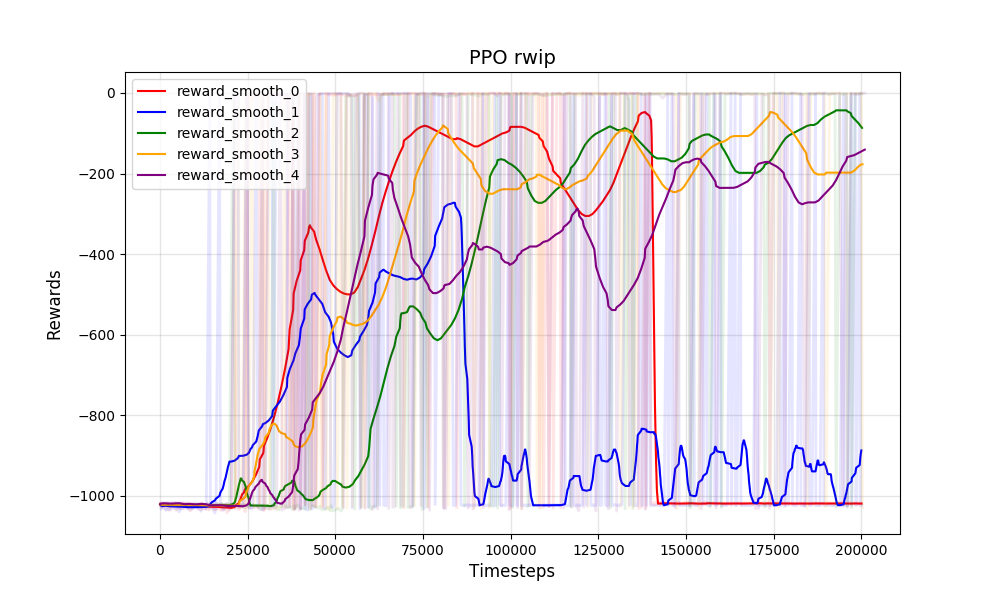 PPO rwip
reward_smooth_0
reward_smooth_1
reward_smooth_2
reward_smooth_3
reward_smooth_4
Rewards
0
−200
−400
−600
−800
−1000
0 25000 50000 75000 100000 125000 150000 175000 200000
Timesteps